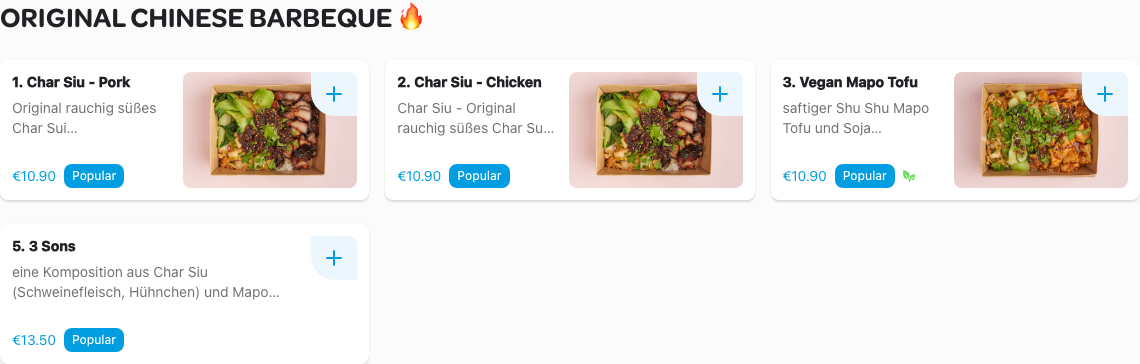 ORIGINAL CHINESE BARBEQUE 🔥
1. Char Siu - Pork
Original rauchig süßes
Char Sui...
€10.90 Popular
2. Char Siu - Chicken
Char Siu - Original
rauchig süßes Char Su...
€10.90 Popular
3. Vegan Mapo Tofu
saftiger Shu Shu Mapo
Tofu und Soja...
€10.90 Popular
5. 3 Sons
eine Komposition aus Char Siu
(Schweinefleisch, Hühnchen) und Mapo...
€13.50 Popular